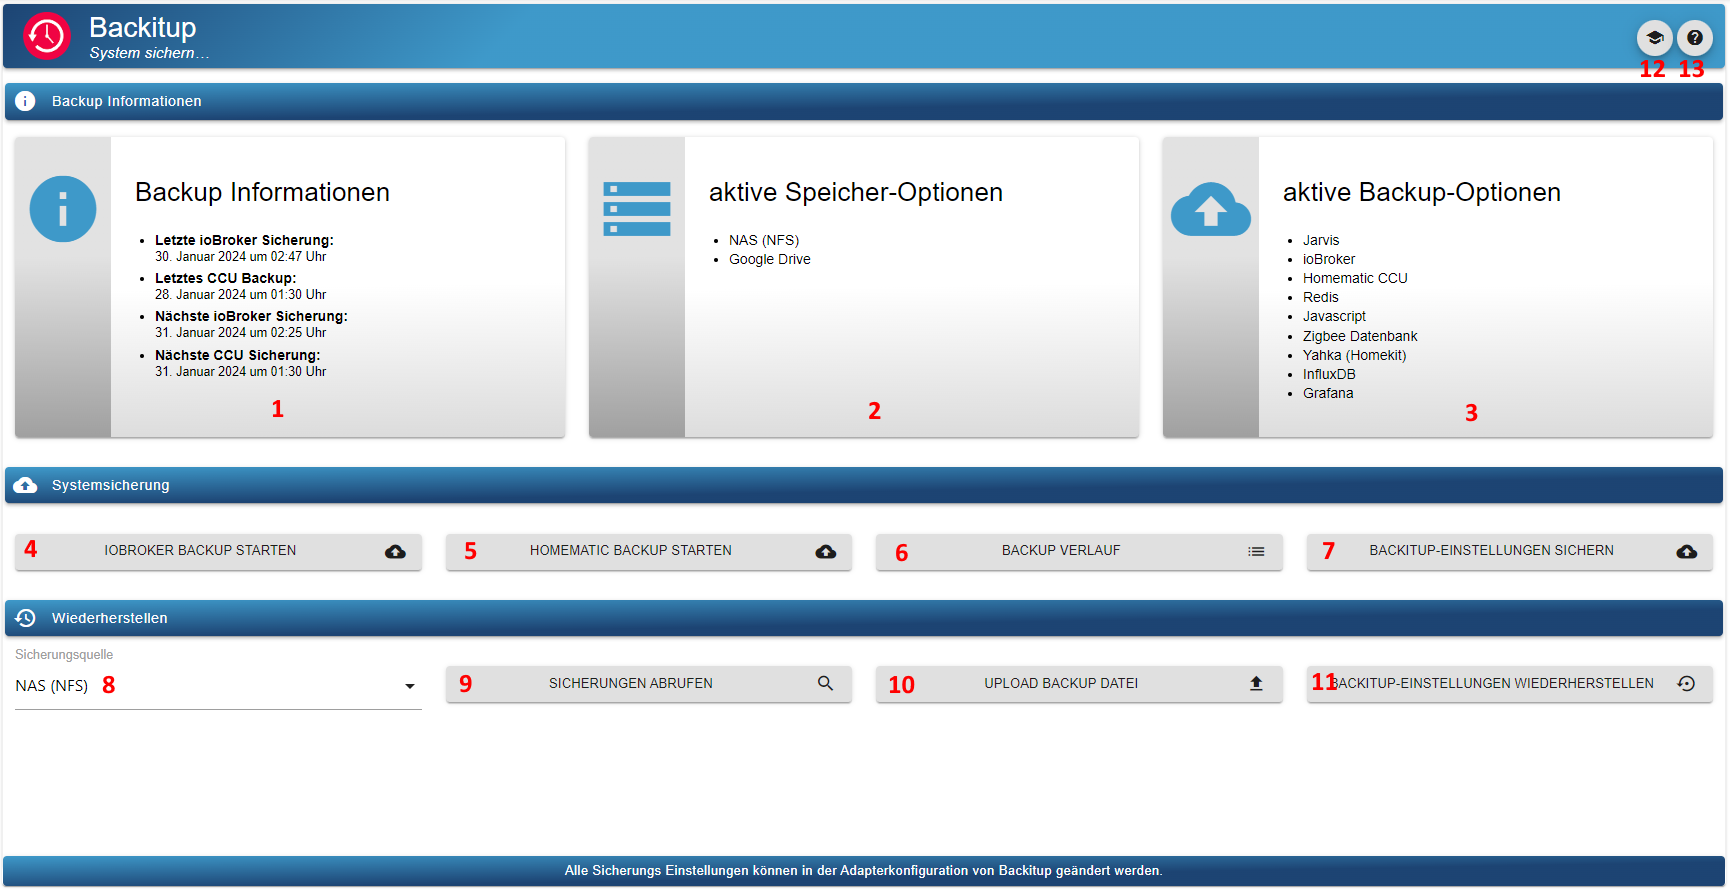 Backitup
System sichern…
12 13
Backup Informationen
Backup Informationen
Letzte ioBroker Sicherung:
30. Januar 2024 um 02:47 Uhr
Letztes CCU Backup:
28. Januar 2024 um 01:30 Uhr
Nächste ioBroker Sicherung:
31. Januar 2024 um 02:25 Uhr
Nächste CCU Sicherung:
31. Januar 2024 um 01:30 Uhr
1
aktive Speicher-Optionen
NAS (NFS)
Google Drive
2
aktive Backup-Optionen
Jarvis
ioBroker
Homematic CCU
Redis
Javascript
Zigbee Datenbank
Yahka (Homekit)
InfluxDB
Grafana
3
Systemsicherung
4 IOBROKER BACKUP STARTEN
5 HOMEMATIC BACKUP STARTEN
6 BACKUP VERLAUF
7 BACKITUP-EINSTELLUNGEN SICHERN
Wiederherstellen
Sicherungsquelle
NAS (NFS) 8
9 SICHERUNGEN ABRUFEN
10 UPLOAD BACKUP DATEI
11 BACKITUP-EINSTELLUNGEN WIEDERHERSTELLEN
Alle Sicherungs Einstellungen können in der Adapterkonfiguration von Backitup geändert werden.